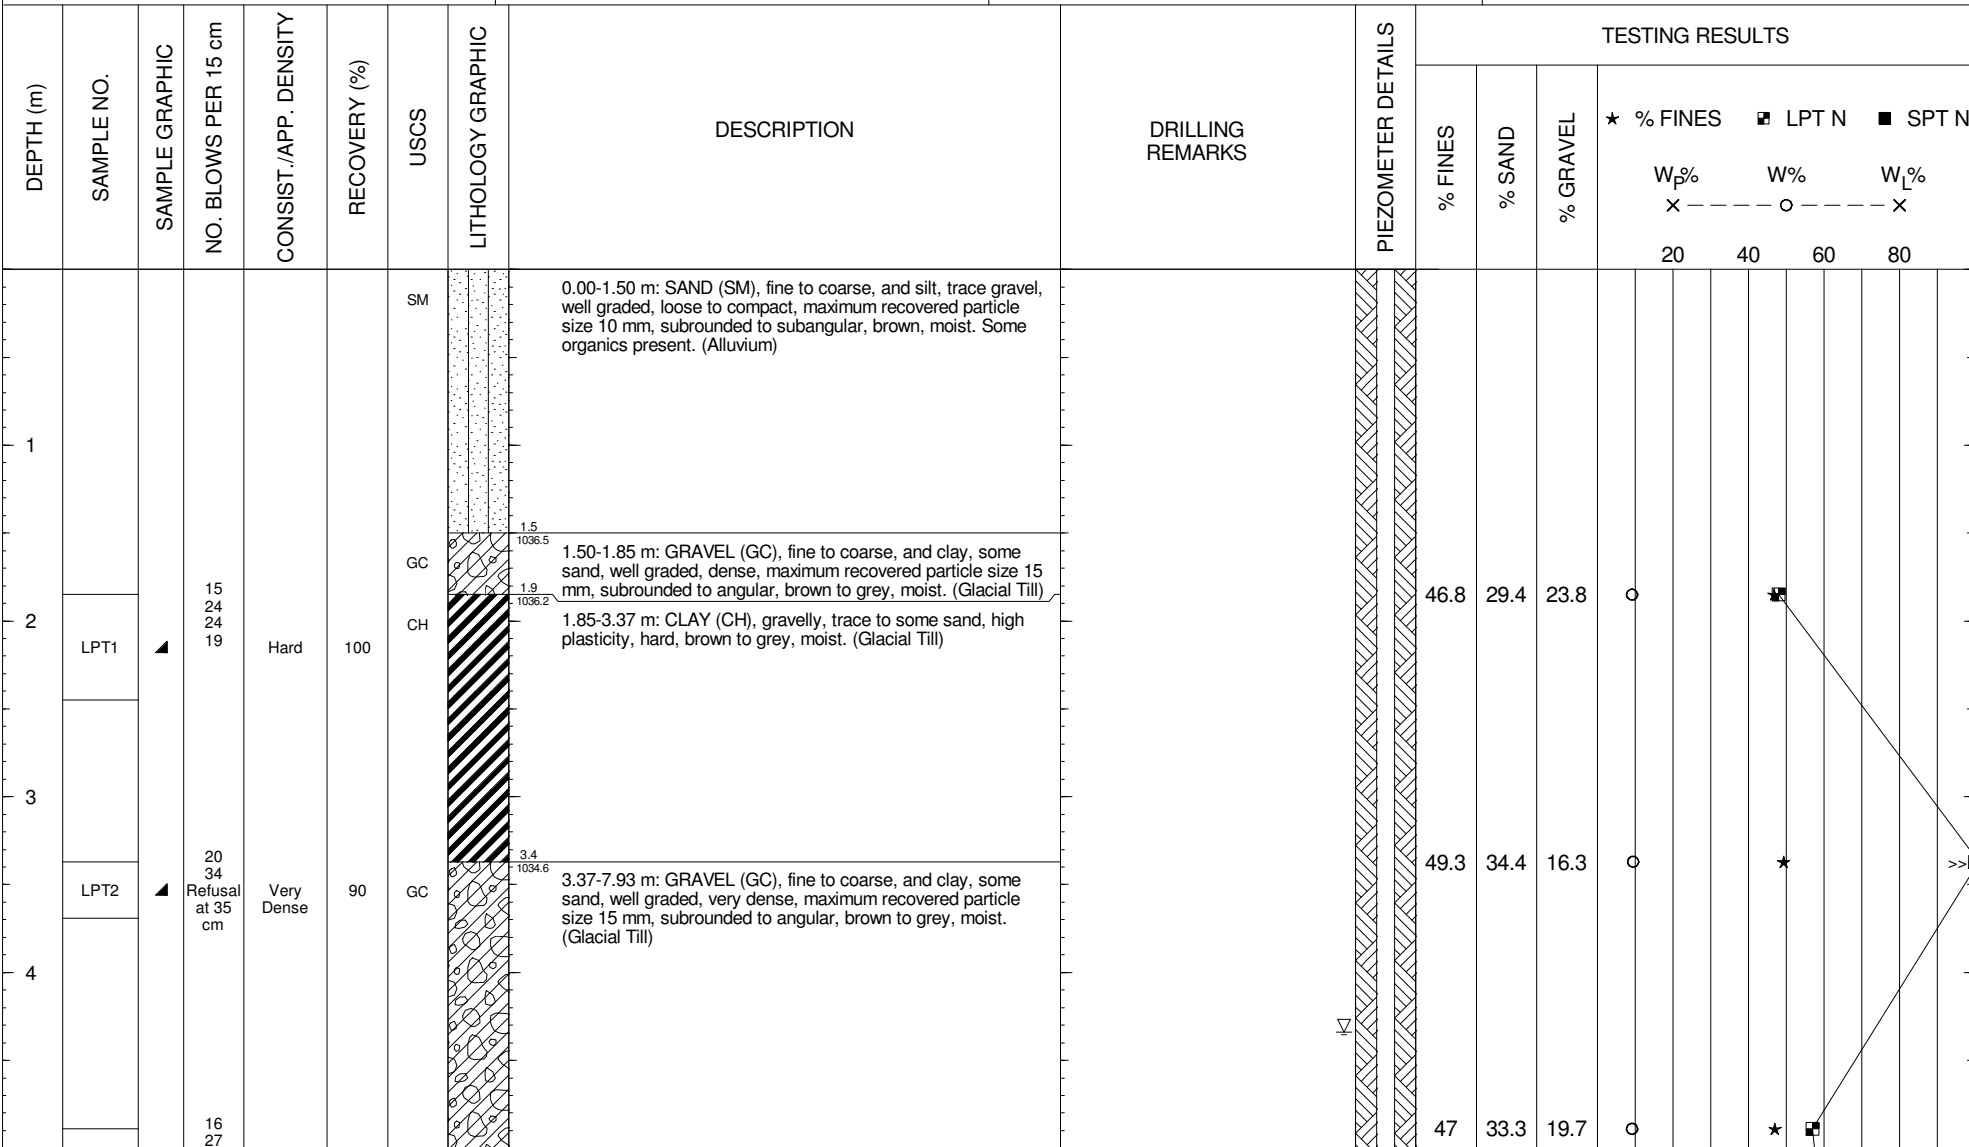 DEPTH (m)
SAMPLE NO.
SAMPLE GRAPHIC
NO. BLOWS PER 15 cm
CONSIST./APP. DENSITY
RECOVERY (%)
USCS
LITHOLOGY GRAPHIC
DESCRIPTION
DRILLING
REMARKS
PIEZOMETER DETAILS
TESTING RESULTS
% FINES
% SAND
% GRAVEL
% FINES LPT N SPT N
WP% W% WL%
20 40 60 80
SM
0.00-1.50 m: SAND (SM), fine to coarse, and silt, trace gravel,
well graded, loose to compact, maximum recovered particle
size 10 mm, subrounded to subangular, brown, moist. Some
organics present. (Alluvium)
1
1.5
1036.5
GC
1.50-1.85 m: GRAVEL (GC), fine to coarse, and clay, some
sand, well graded, dense, maximum recovered particle size 15
mm, subrounded to angular, brown to grey, moist. (Glacial Till)
1.9
1036.2
46.8 29.4 23.8
15
24
24
19
2
LPT1
Hard
100
CH
1.85-3.37 m: CLAY (CH), gravelly, trace to some sand, high
plasticity, hard, brown to grey, moist. (Glacial Till)
3
3.4
1034.6
49.3 34.4 16.3
>>
20
34
Refusal
at 35
cm
LPT2
Very
Dense
90
GC
3.37-7.93 m: GRAVEL (GC), fine to coarse, and clay, some
sand, well graded, very dense, maximum recovered particle
size 15 mm, subrounded to angular, brown to grey, moist.
(Glacial Till)
4
16
27
47 33.3 19.7